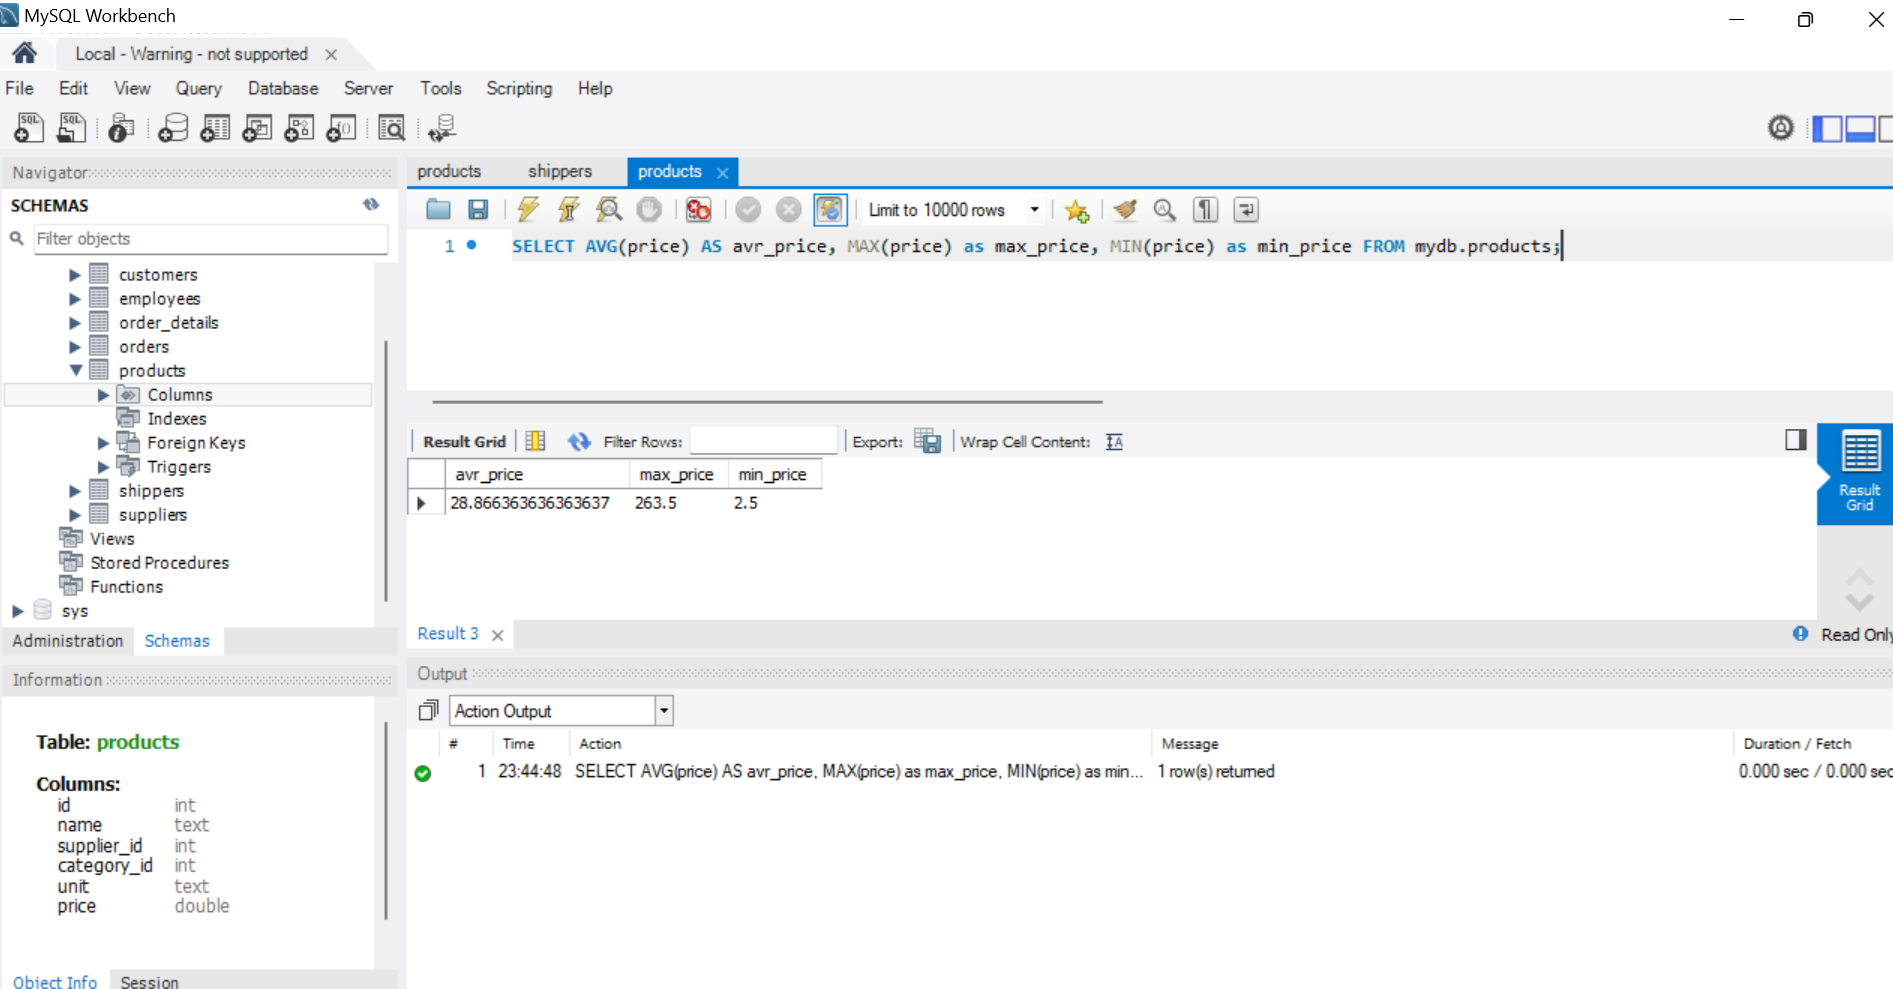 MySQL Workbench
Local - Warning - not supported
File Edit View Query Database Server Tools Scripting Help
Navigator
SCHEMAS
Filter objects
customers
employees
order_details
orders
products
Columns
Indexes
Foreign Keys
Triggers
shippers
suppliers
Views
Stored Procedures
Functions
sys
Administration Schemas
Information
Table: products
Columns:
id int
name text
supplier_id int
category_id int
unit text
price double
Object Info Session
products shippers products
Limit to 10000 rows
1 SELECT AVG(price) AS avr_price, MAX(price) as max_price, MIN(price) as min_price FROM mydb.products;
Result Grid Filter Rows: Export: Wrap Cell Content:
avr_price max_price min_price
28.866363636363637 263.5 2.5
Result
Grid
Result 3
Read Only
Output
Action Output
# Time Action Message Duration / Fetch
1 23:44:48 SELECT AVG(price) AS avr_price, MAX(price) as max_price, MIN(price) as min... 1 row(s) returned 0.000 sec / 0.000 sec